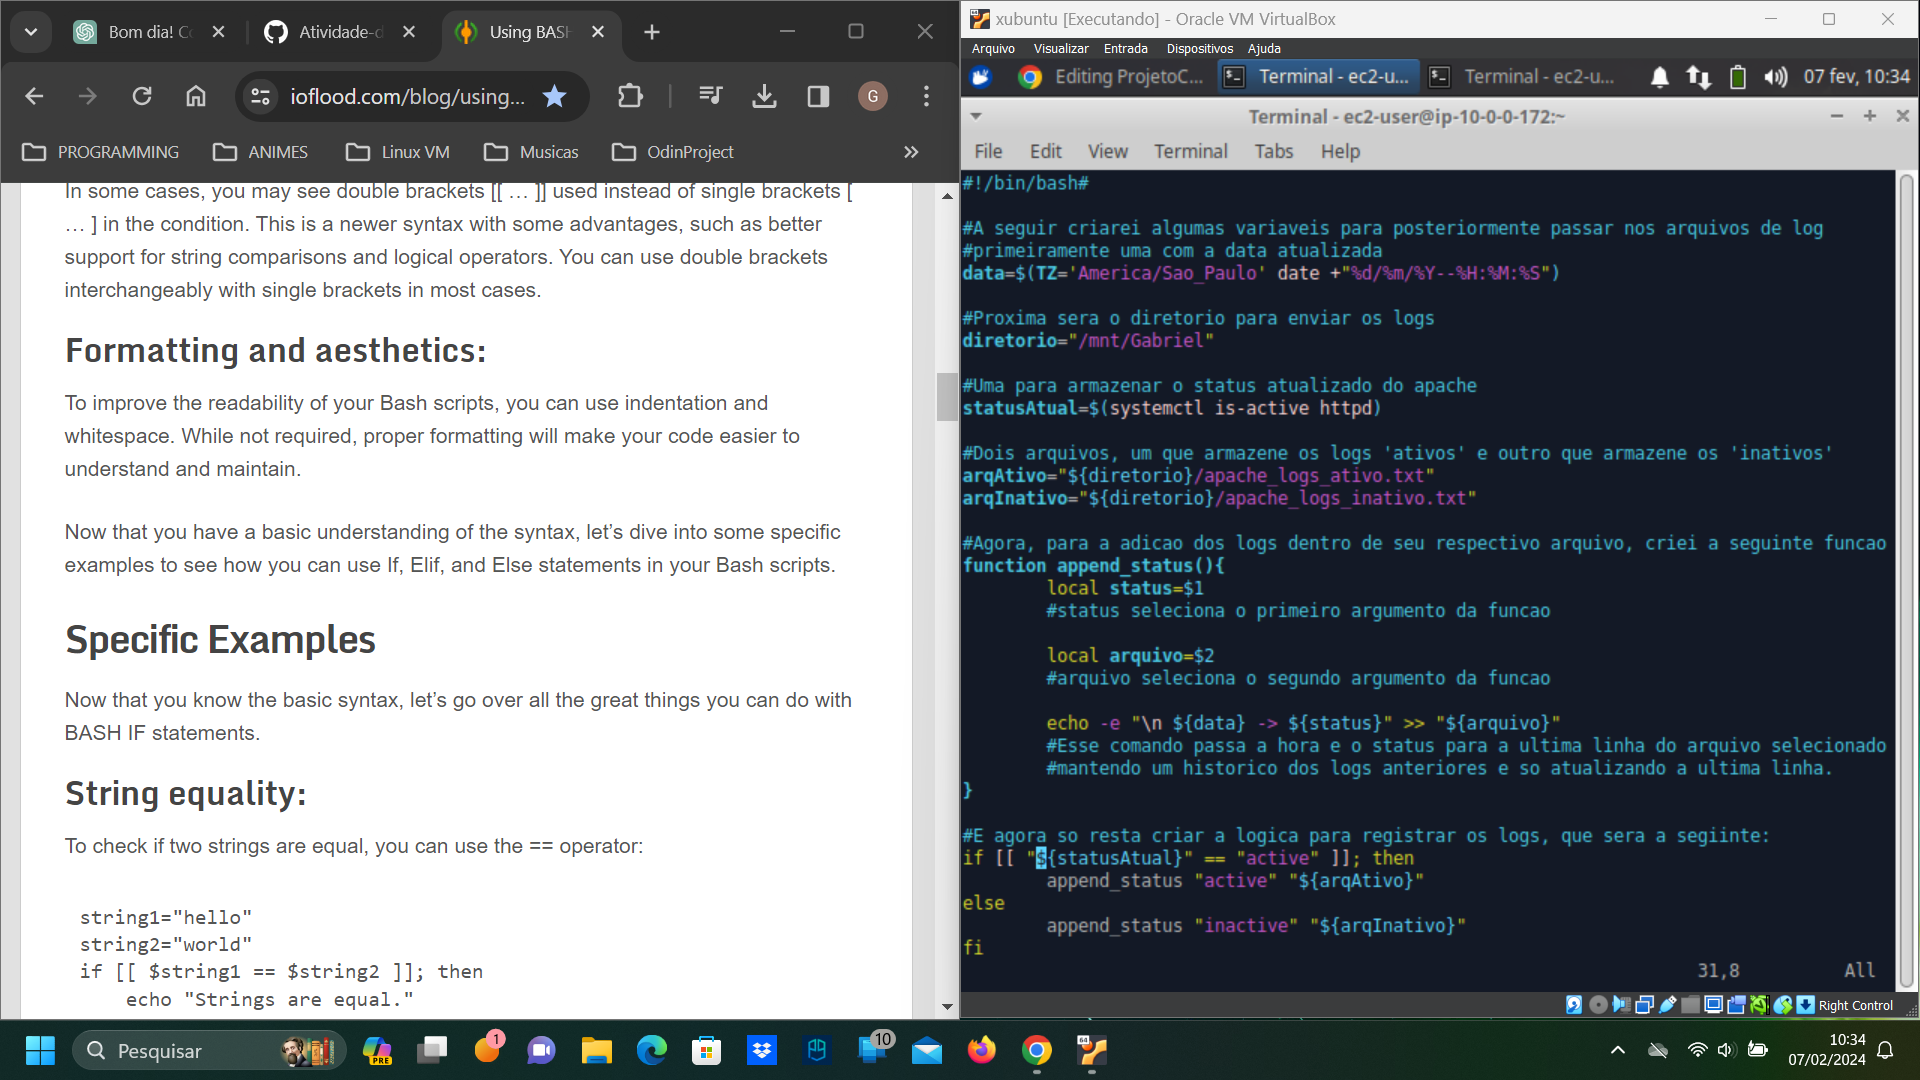 Bom dia! Co
Atividade-d
Using BASH
ioflood.com/blog/using...
G
PROGRAMMING
ANIMES
Linux VM
Musicas
OdinProject
»
In some cases, you may see double brackets [[ … ]] used instead of single brackets [
… ] in the condition. This is a newer syntax with some advantages, such as better
support for string comparisons and logical operators. You can use double brackets
interchangeably with single brackets in most cases.
Formatting and aesthetics:
To improve the readability of your Bash scripts, you can use indentation and
whitespace. While not required, proper formatting will make your code easier to
understand and maintain.
Now that you have a basic understanding of the syntax, let’s dive into some specific
examples to see how you can use If, Elif, and Else statements in your Bash scripts.
Specific Examples
Now that you know the basic syntax, let’s go over all the great things you can do with
BASH IF statements.
String equality:
To check if two strings are equal, you can use the == operator:
string1="hello"
string2="world"
if [[ $string1 == $string2 ]]; then
echo "Strings are equal."
xubuntu [Executando] - Oracle VM VirtualBox
Arquivo Visualizar Entrada Dispositivos Ajuda
Editing ProjetoC...
Terminal - ec2-u...
Terminal - ec2-u...
07 fev, 10:34
Terminal - ec2-user@ip-10-0-0-172:~
File Edit View Terminal Tabs Help
#!/bin/bash#
#A seguir criarei algumas variaveis para posteriormente passar nos arquivos de log
#primeiramente uma com a data atualizada
data=$(TZ='America/Sao_Paulo' date +"%d/%m/%Y--%H:%M:%S")
#Proxima sera o diretorio para enviar os logs
diretorio="/mnt/Gabriel"
#Uma para armazenar o status atualizado do apache
statusAtual=$(systemctl is-active httpd)
#Dois arquivos, um que armazene os logs 'ativos' e outro que armazene os 'inativos'
arqAtivo="${diretorio}/apache_logs_ativo.txt"
arqInativo="${diretorio}/apache_logs_inativo.txt"
#Agora, para a adicao dos logs dentro de seu respectivo arquivo, criei a seguinte funcao
function append_status(){
local status=$1
#status seleciona o primeiro argumento da funcao
local arquivo=$2
#arquivo seleciona o segundo argumento da funcao
echo -e "\n ${data} -> ${status}" >> "${arquivo}"
#Esse comando passa a hora e o status para a ultima linha do arquivo selecionado
#mantendo um historico dos logs anteriores e so atualizando a ultima linha.
}
#E agora so resta criar a logica para registrar os logs, que sera a segiinte:
if [[ "${statusAtual}" == "active" ]]; then
append_status "active" "${arqAtivo}"
else
append_status "inactive" "${arqInativo}"
fi
31,8 All
Right Control
Pesquisar
PRE
1
10
64
10:34
07/02/2024